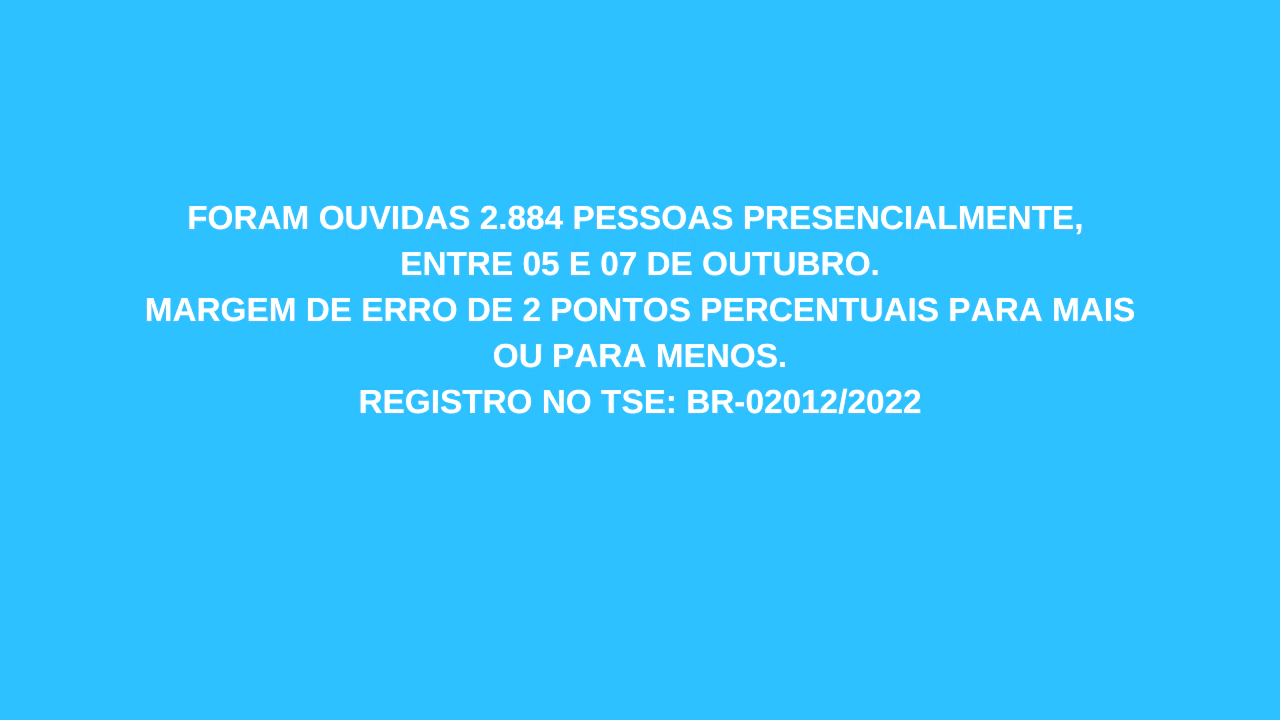 FORAM OUVIDAS 2.884 PESSOAS PRESENCIALMENTE,
ENTRE 05 E 07 DE OUTUBRO.
MARGEM DE ERRO DE 2 PONTOS PERCENTUAIS PARA MAIS
OU PARA MENOS.
REGISTRO NO TSE: BR-02012/2022